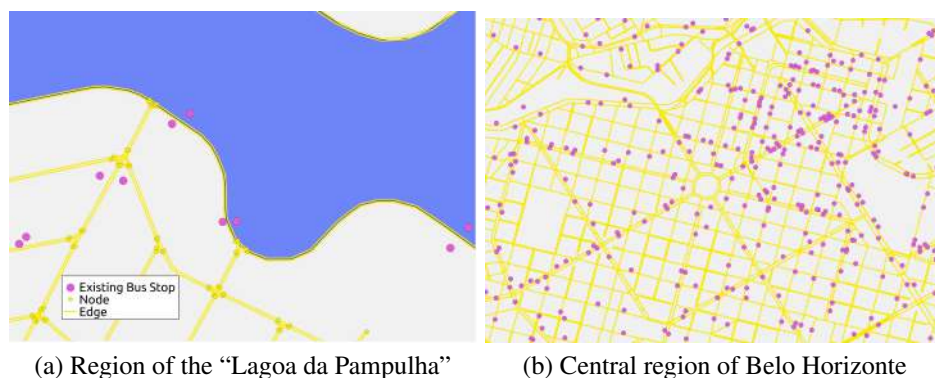 Existing Bus Stop
Node
Edge
(a) Region of the “Lagoa da Pampulha”
(b) Central region of Belo Horizonte